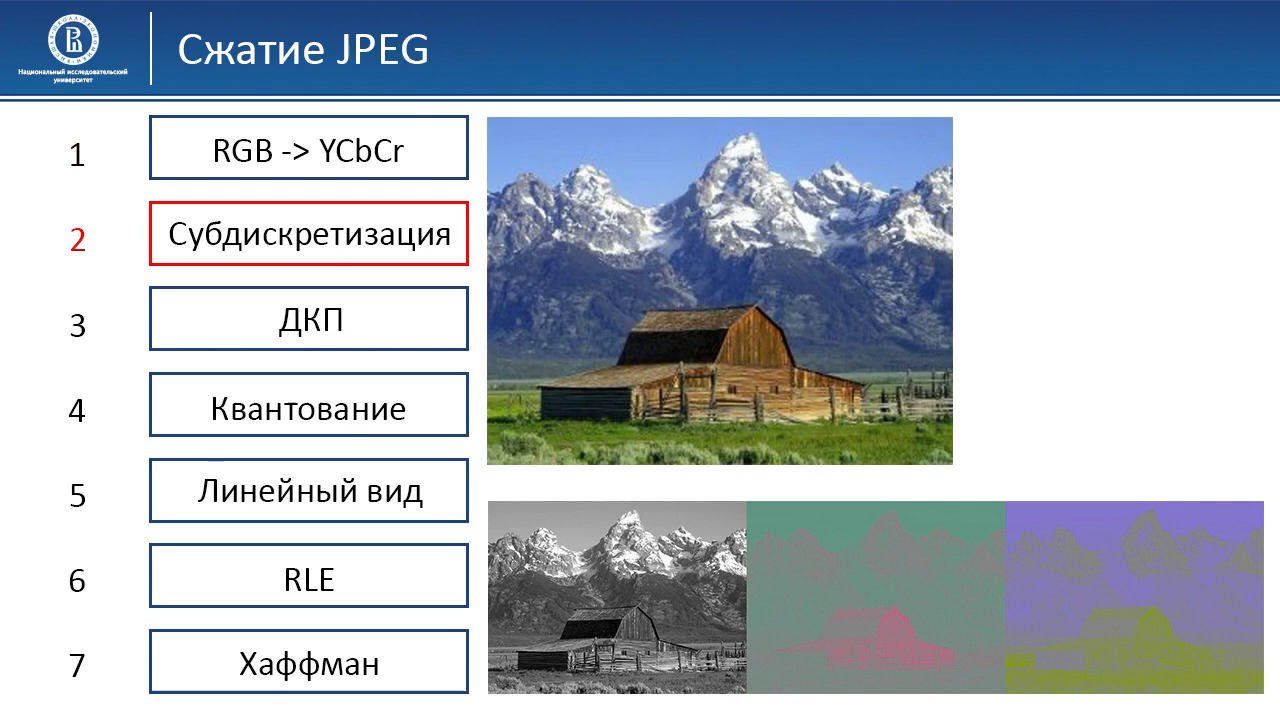 Национальный исследовательский
университет
Сжатие JPEG
1 RGB -> YCbCr
2 Субдискретизация
3 ДКП
4 Квантование
5 Линейный вид
6 RLE
7 Хаффман